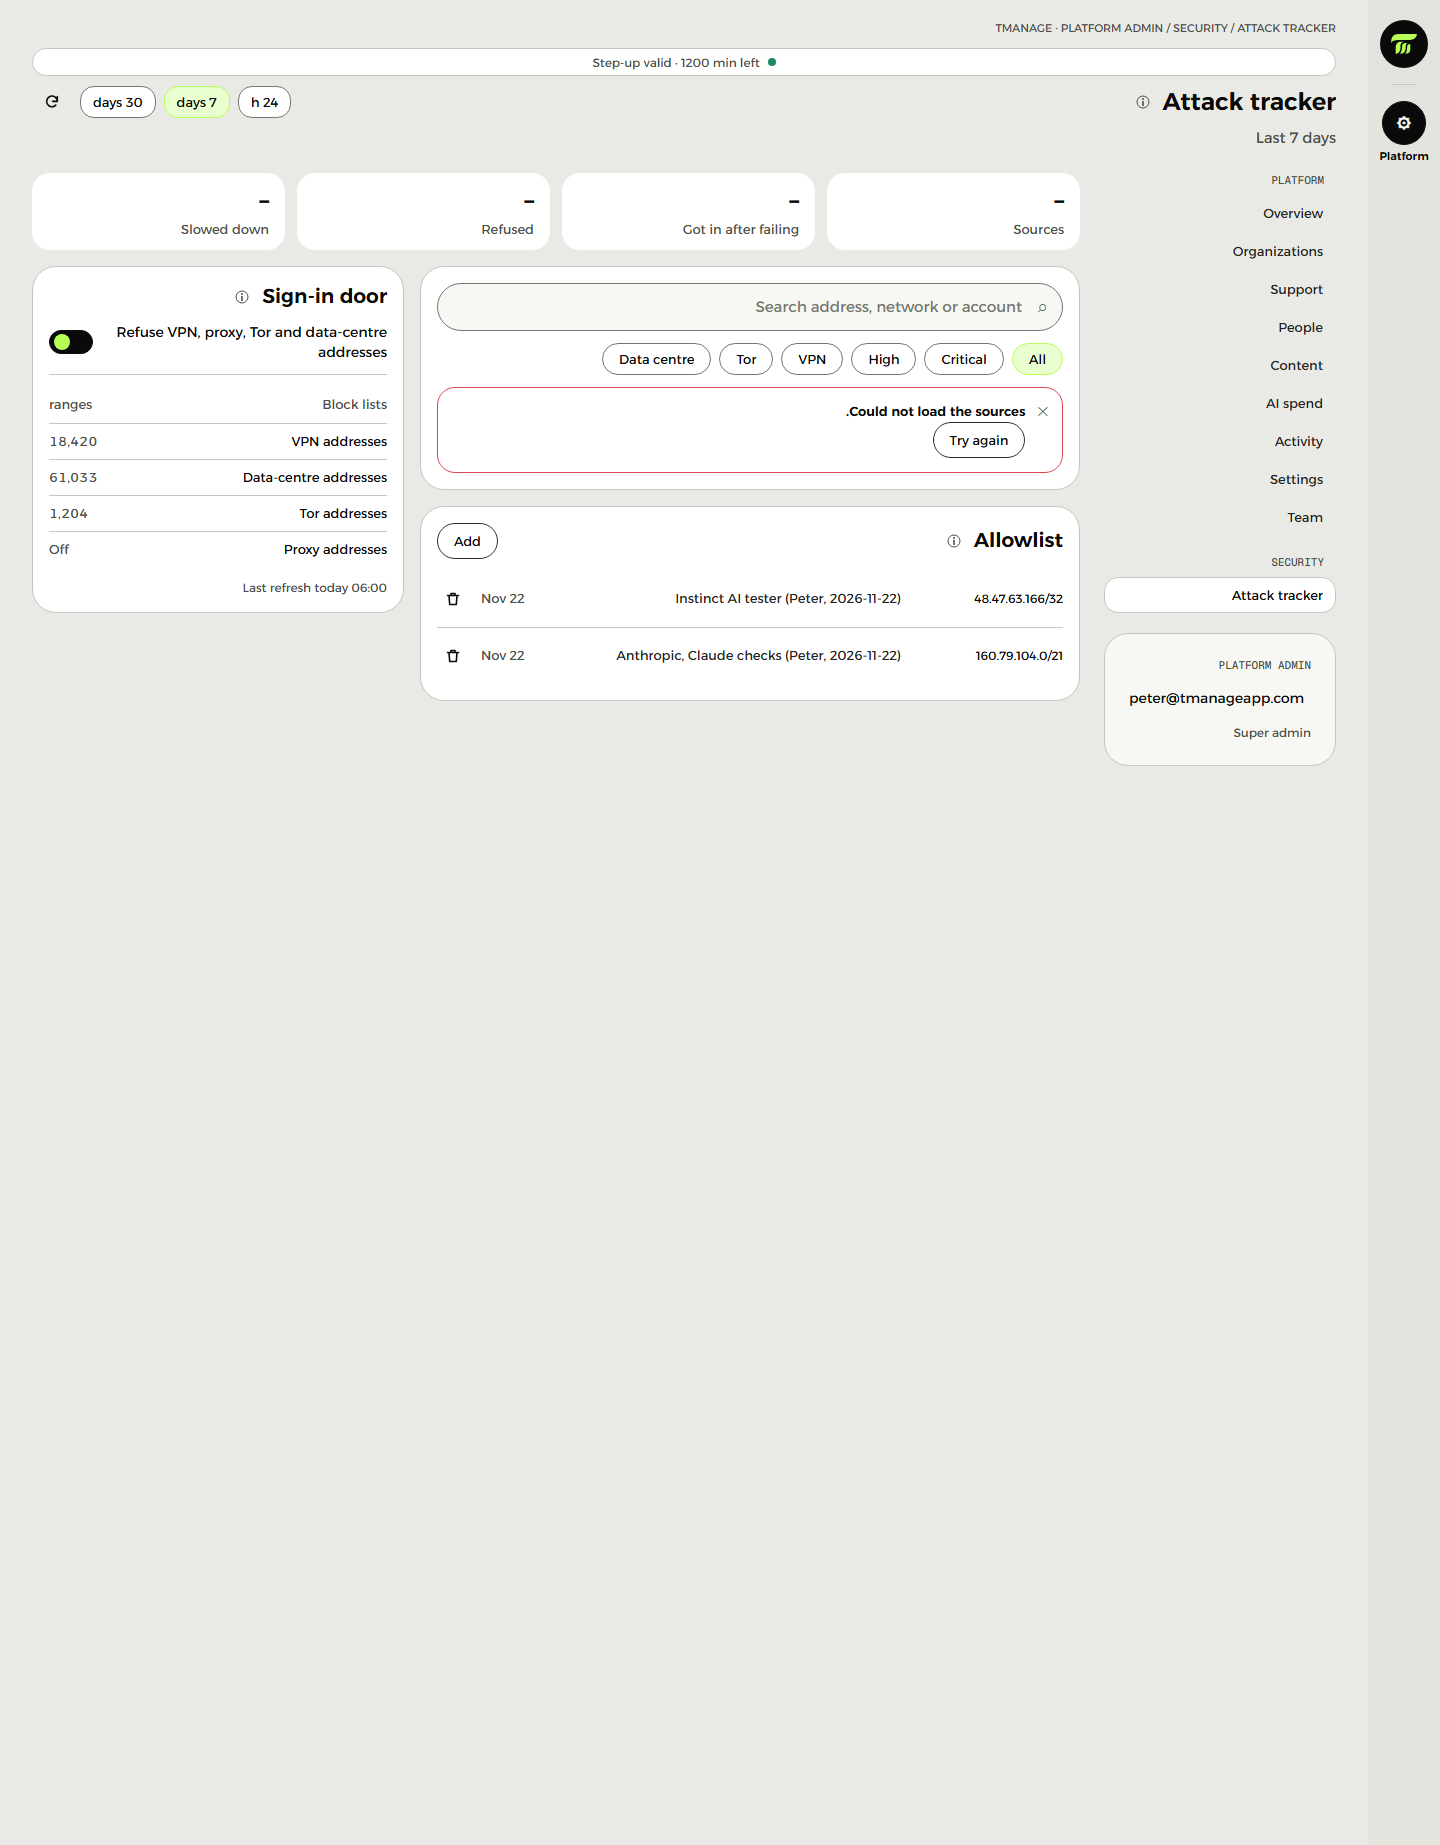 TMANAGE · PLATFORM ADMIN / SECURITY / ATTACK TRACKER
Step-up valid · 1200 min left
Attack tracker
h 24
days 7
days 30
Last 7 days
Platform
PLATFORM
Overview
Organizations
Support
People
Content
AI spend
Activity
Settings
Team
SECURITY
Attack tracker
PLATFORM ADMIN
peter@tmanageapp.com
Super admin
–
Sources
–
Got in after failing
–
Refused
–
Slowed down
Search address, network or account
All
Critical
High
VPN
Tor
Data centre
.Could not load the sources
Try again
Allowlist
Add
48.47.63.166/32
Instinct AI tester (Peter, 2026-11-22)
Nov 22
160.79.104.0/21
Anthropic, Claude checks (Peter, 2026-11-22)
Nov 22
Sign-in door
Refuse VPN, proxy, Tor and data-centre
addresses
Block lists
ranges
VPN addresses
18,420
Data-centre addresses
61,033
Tor addresses
1,204
Proxy addresses
Off
Last refresh today 06:00